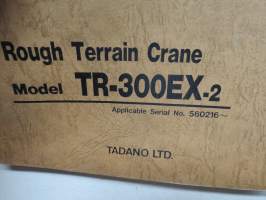 Rough Terrain Crane
Model TR-300EX-2
Applicable Serial No. 560216~
TADANO LTD.